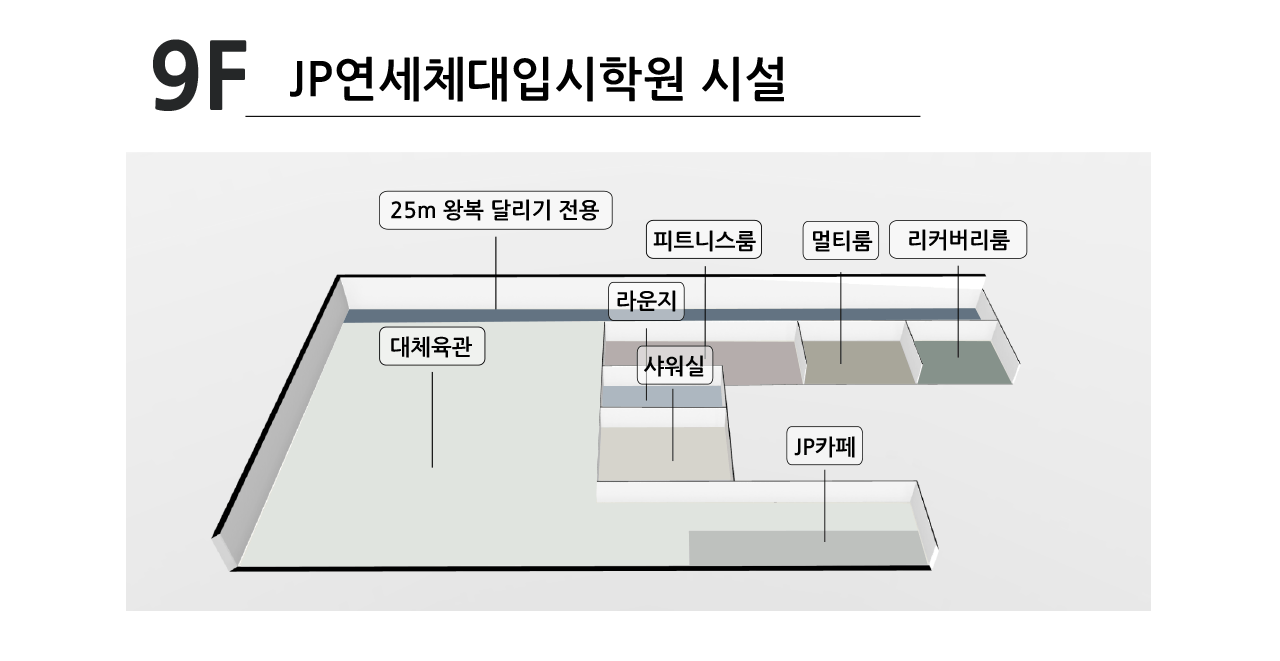 9F JP연세체대입시학원 시설
25m 왕복 달리기 전용
피트니스룸
멀티룸
리커버리룸
라운지
대체육관
샤워실
JP카페